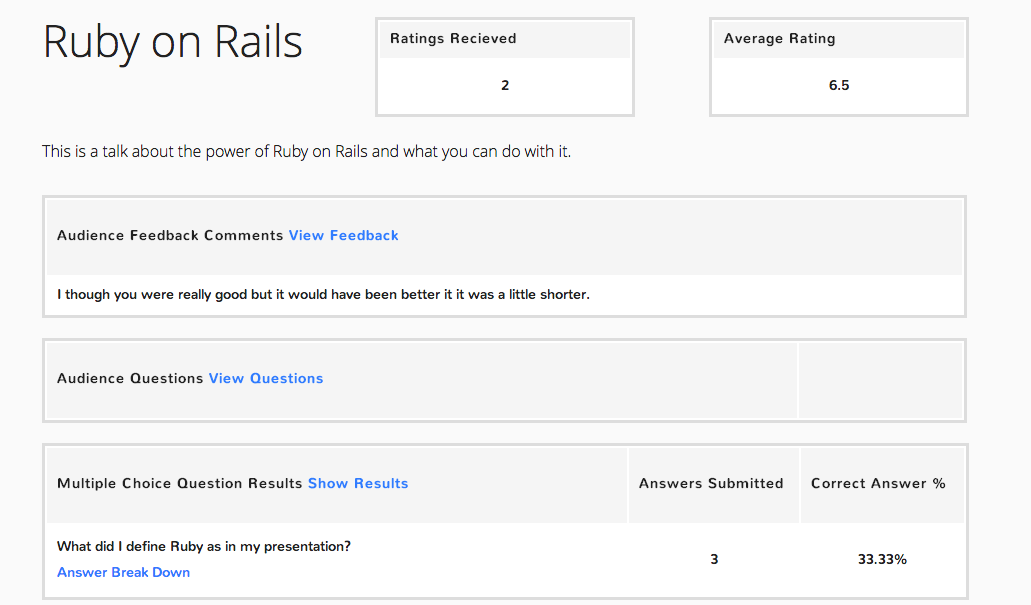 Ruby on Rails
Ratings Recieved
2
Average Rating
6.5
This is a talk about the power of Ruby on Rails and what you can do with it.
Audience Feedback Comments View Feedback
I though you were really good but it would have been better it it was a little shorter.
Audience Questions View Questions
Multiple Choice Question Results Show Results
Answers Submitted
Correct Answer %
What did I define Ruby as in my presentation?
Answer Break Down
3
33.33%